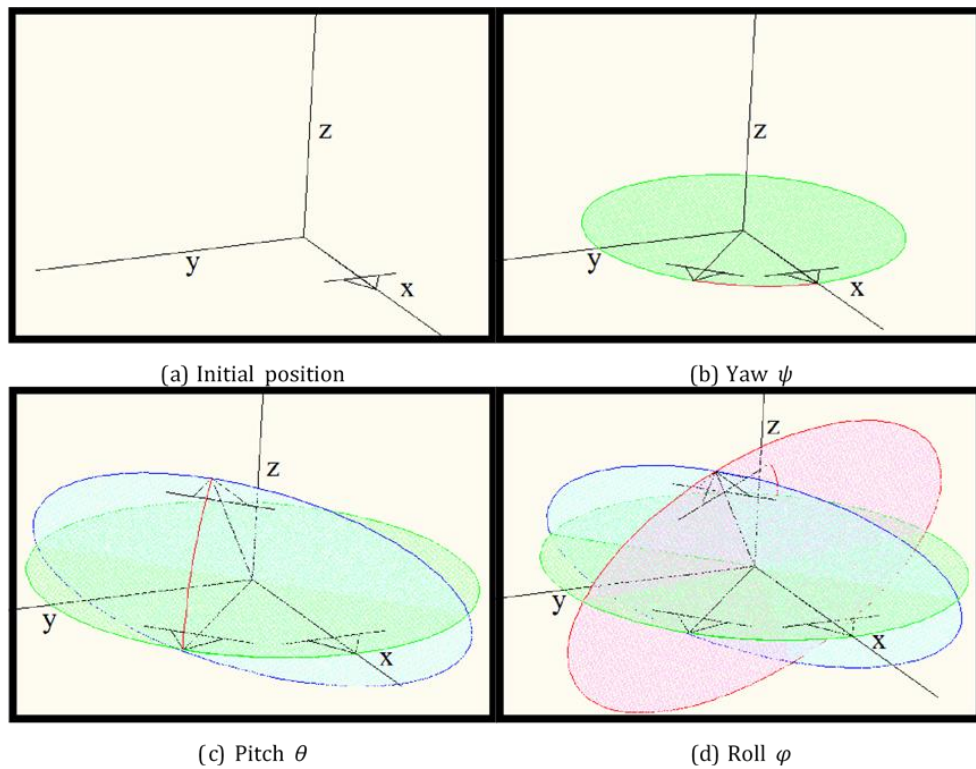 z
y
x
z
y
x
(a) Initial position
(b) Yaw ψ
z
y
x
z
y
x
(c) Pitch θ
(d) Roll φ